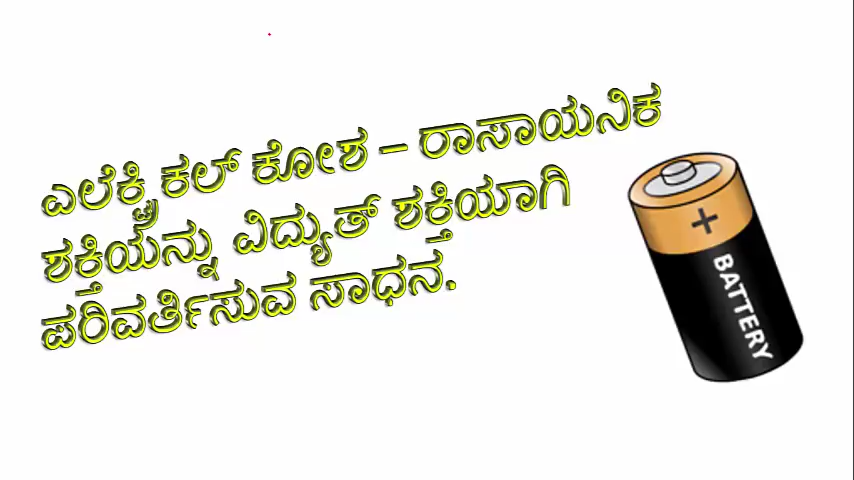 ಎಲೆಕ್ಟ್ರಿಕಲ್ ಕೋಶ – ರಾಸಾಯನಿಕ
ಶಕ್ತಿಯನ್ನು ವಿದ್ಯುತ್ ಶಕ್ತಿಯಾಗಿ
ಪರಿವರ್ತಿಸುವ ಸಾಧನ.
+
BATTERY